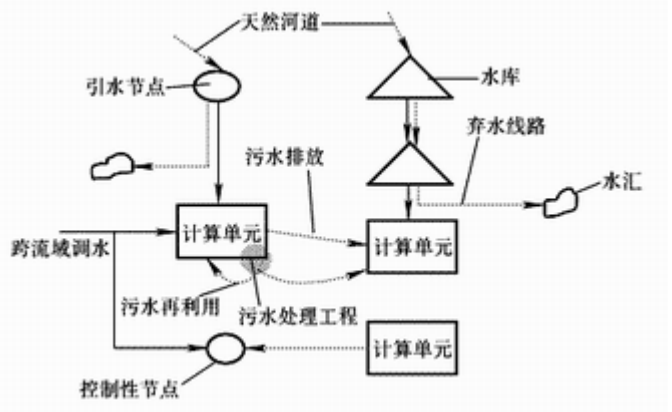 天然河道
引水节点
水库
弃水线路
污水排放
水汇
计算单元
计算单元
跨流域调水
污水再利用
污水处理工程
计算单元
控制性节点